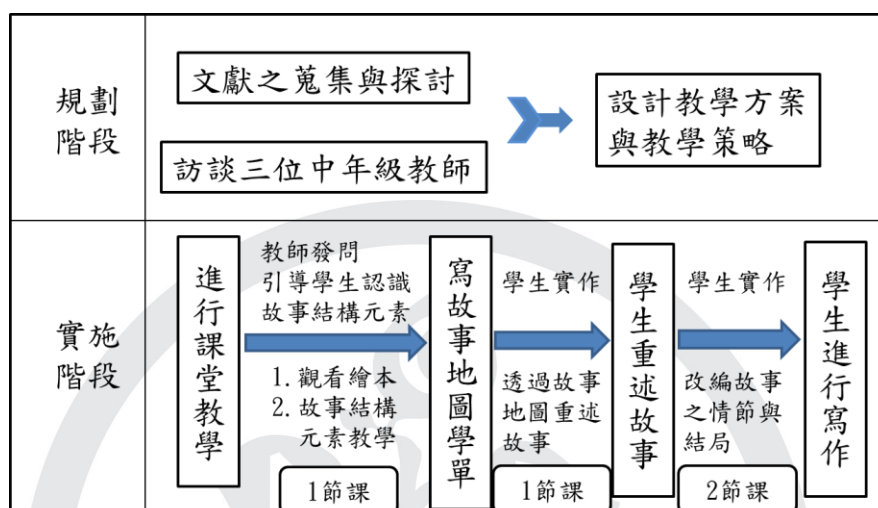 規劃
階段
文獻之蒐集與探討
訪談三位中年級教師
設計教學方案
與教學策略
實施
階段
進行課堂教學
教師發問
引導學生認識
故事結構元素
1. 觀看繪本
2. 故事結構
元素教學
1節課
寫故事地圖學單
學生實作
透過故事
地圖重述
故事
1節課
學生重述故事
學生實作
改編故事
之情節與
結局
2節課
學生進行寫作